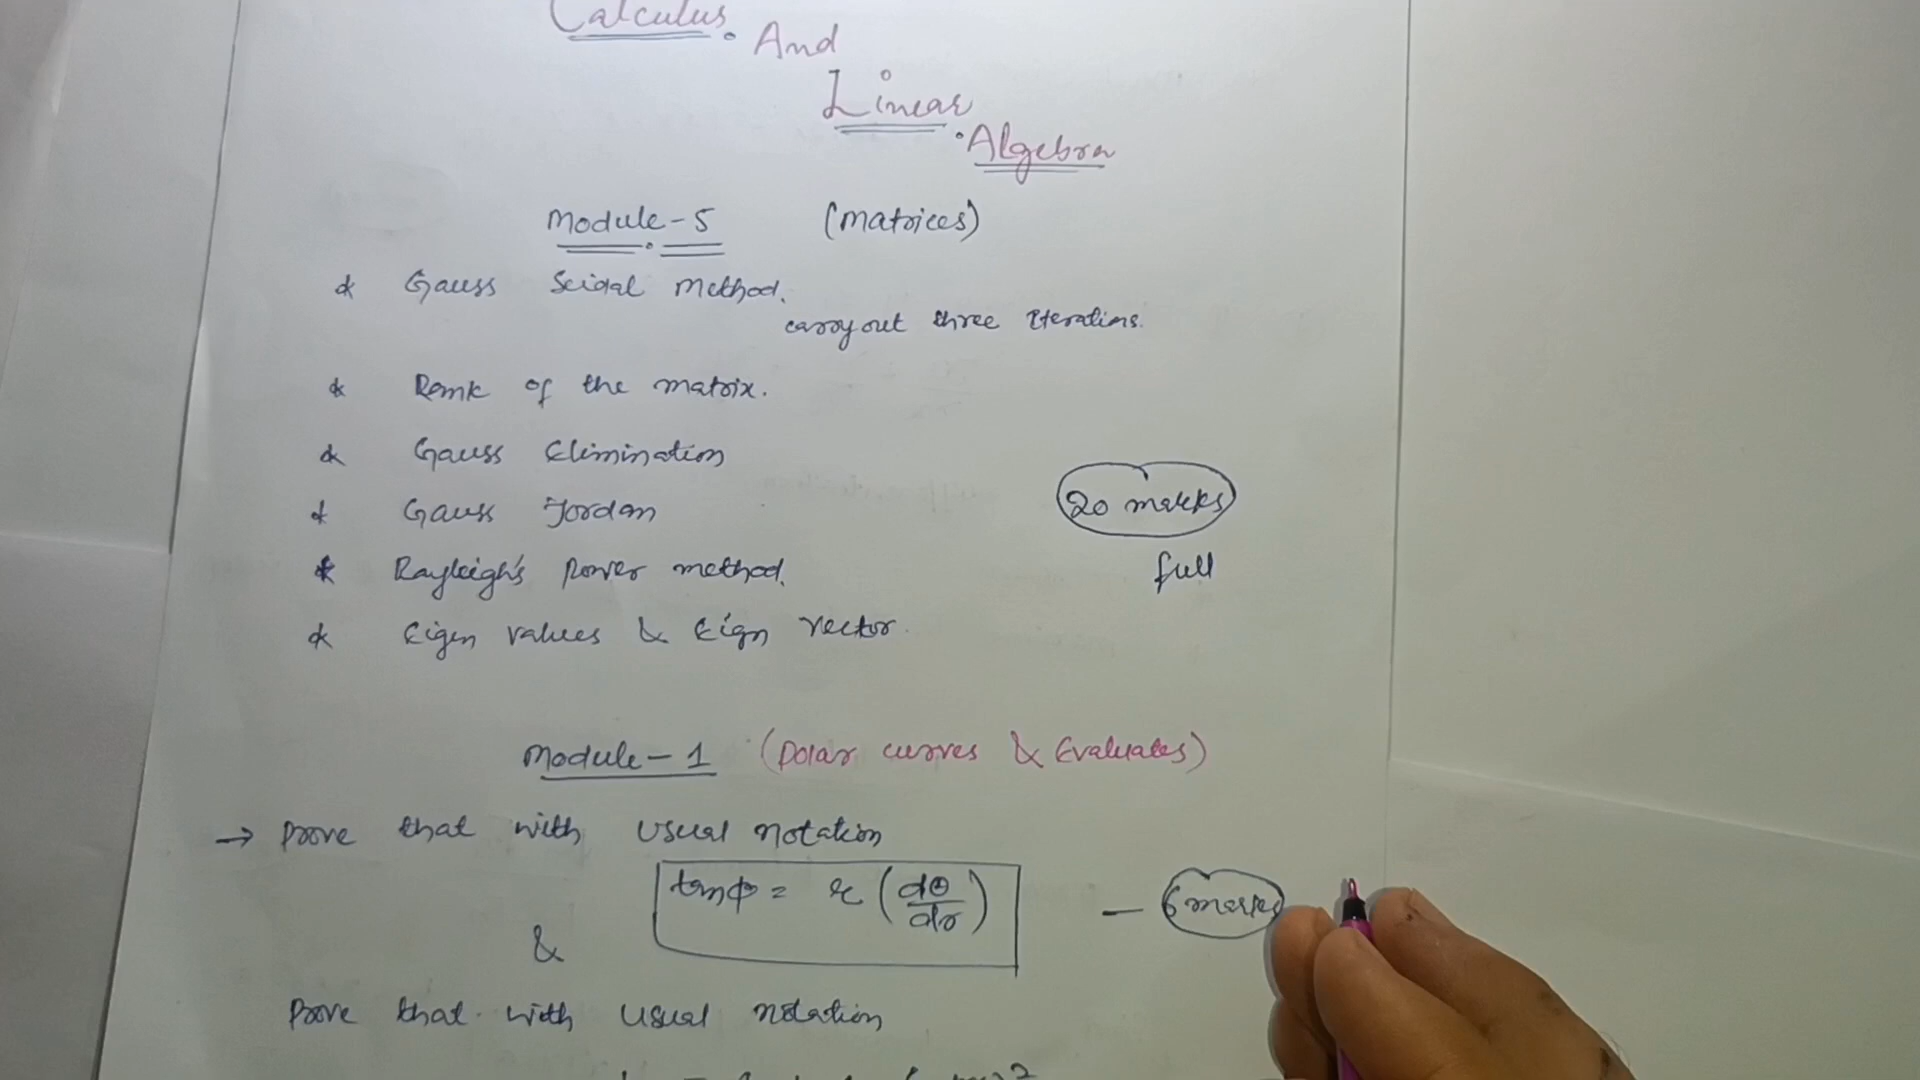 Calculus
And
Linear
Algebra
Module-5 (Matrices)
* Gauss Seidal Method.
carryout three Iterations.
* Rank of the matrix.
* Gauss Elimination
* Gauss Jordan
20 marks
full
* Rayleigh's Power method.
* Eigen values & Eign vector.
Module-1 (Polar curves & Evaluates)
→ Prove that with usual notation
tanφ = r (dθ/dr) — 6 marks
&
Prove that with usual notation